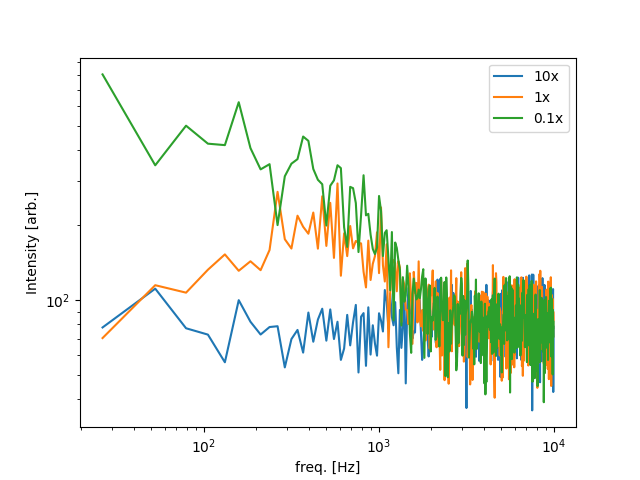 10x
1x
0.1x
Intensity [arb.]
10²
10²
10³
10⁴
freq. [Hz]